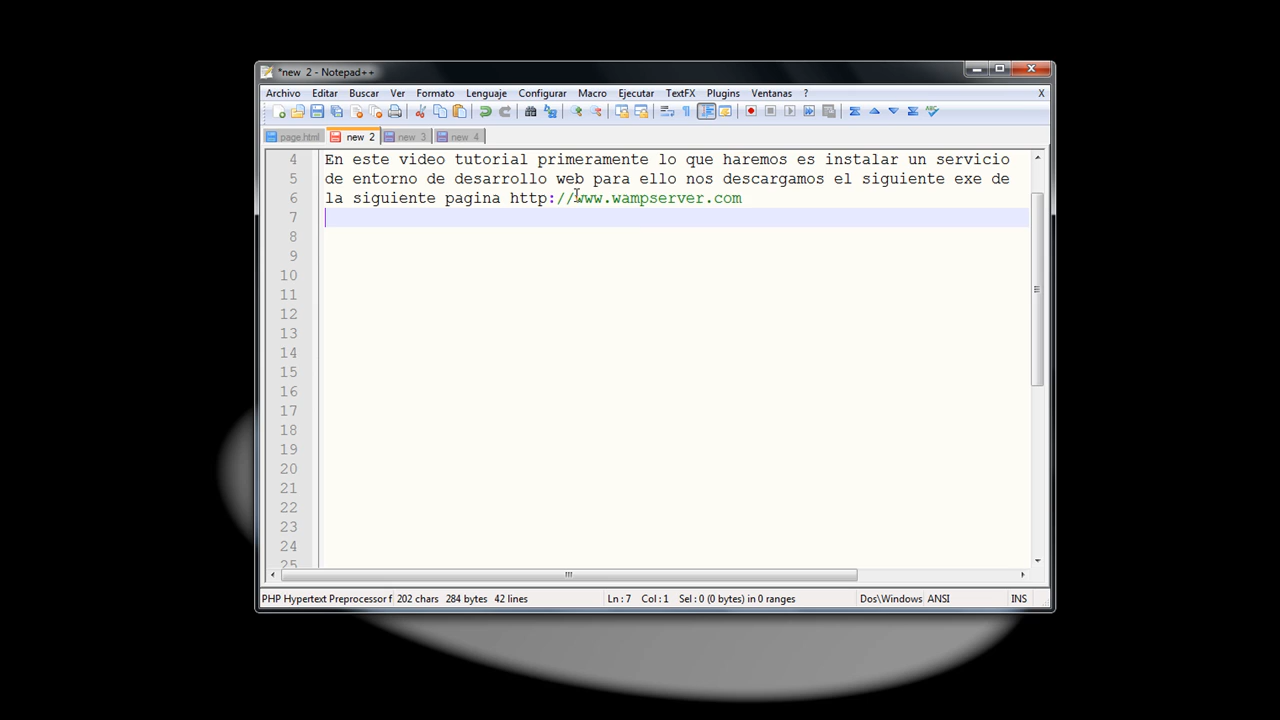 *new 2 - Notepad++
Archivo Editar Buscar Ver Formato Lenguaje Configurar Macro Ejecutar TextFX Plugins Ventanas ? X
page.html new 2 new 3 new 4
4 En este video tutorial primeramente lo que haremos es instalar un servicio
5 de entorno de desarrollo web para ello nos descargamos el siguiente exe de
6 la siguiente pagina http://www.wampserver.com
7
8
9
10
11
12
13
14
15
16
17
18
19
20
21
22
23
24
25
PHP Hypertext Preprocessor f 202 chars 284 bytes 42 lines Ln : 7 Col : 1 Sel : 0 (0 bytes) in 0 ranges Dos\Windows ANSI INS